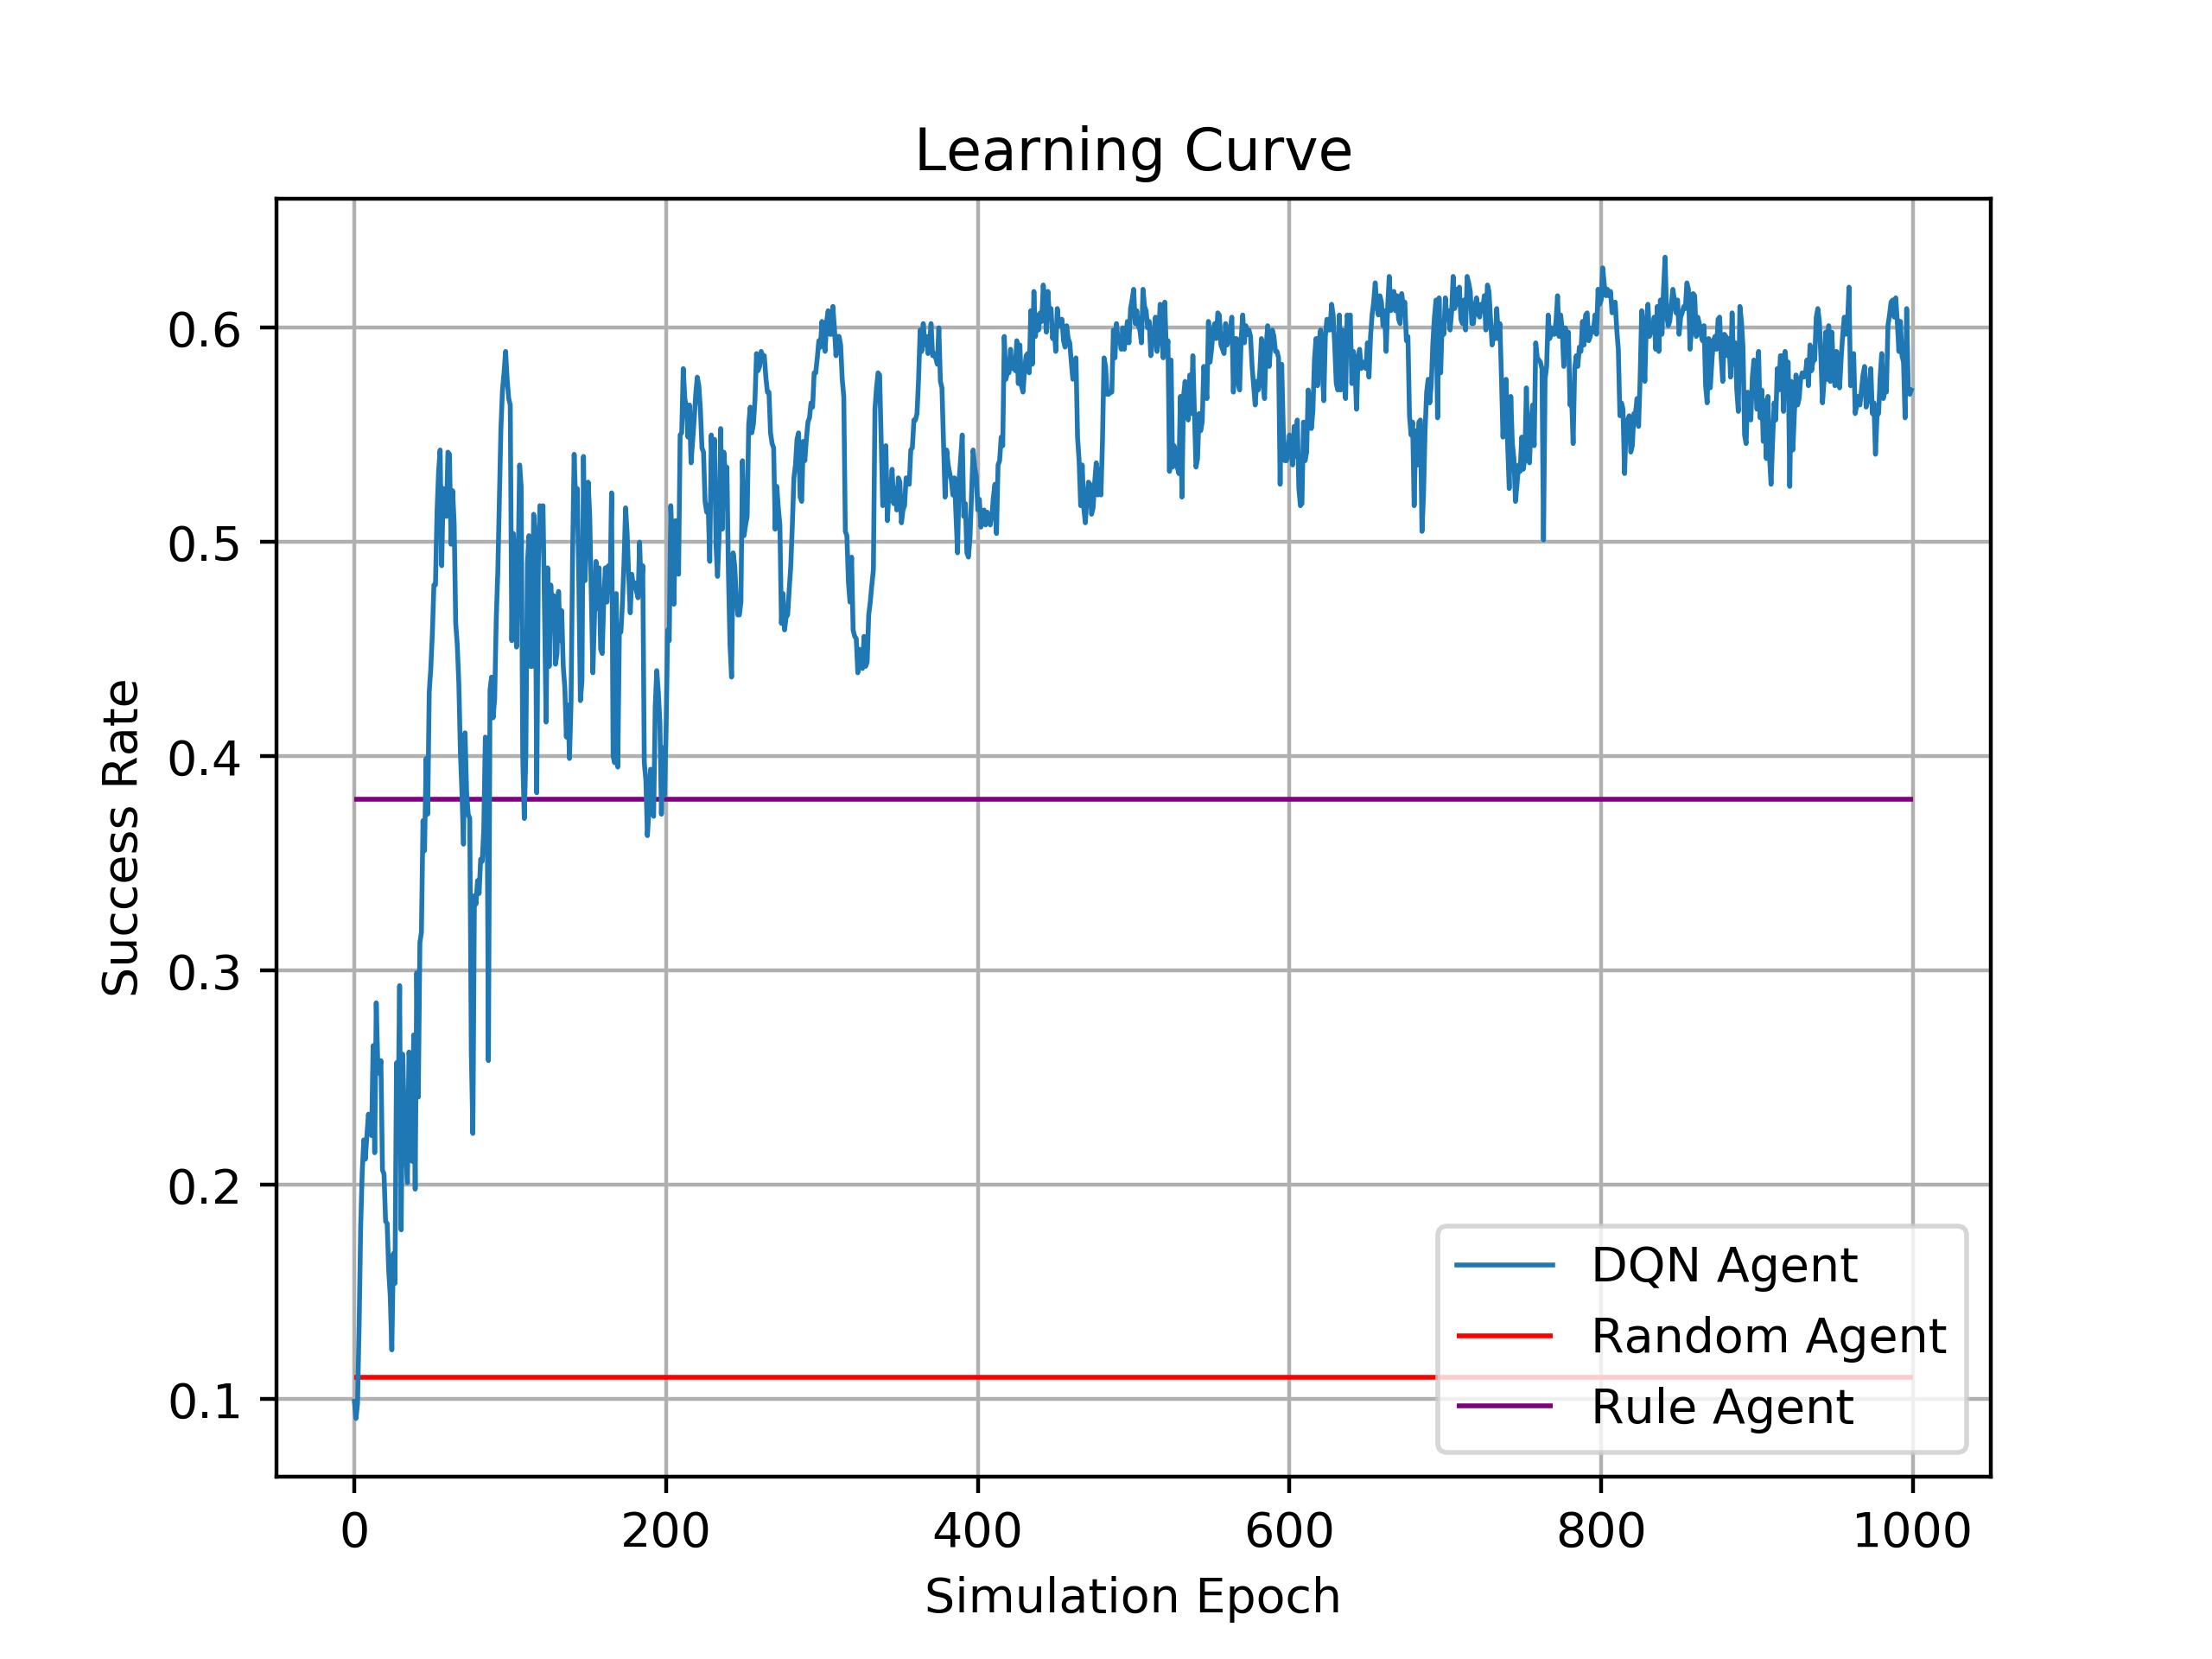 Learning Curve
0.6
0.5
0.4
0.3
0.2
0.1
Success Rate
DQN Agent
Random Agent
Rule Agent
0 200 400 600 800 1000
Simulation Epoch